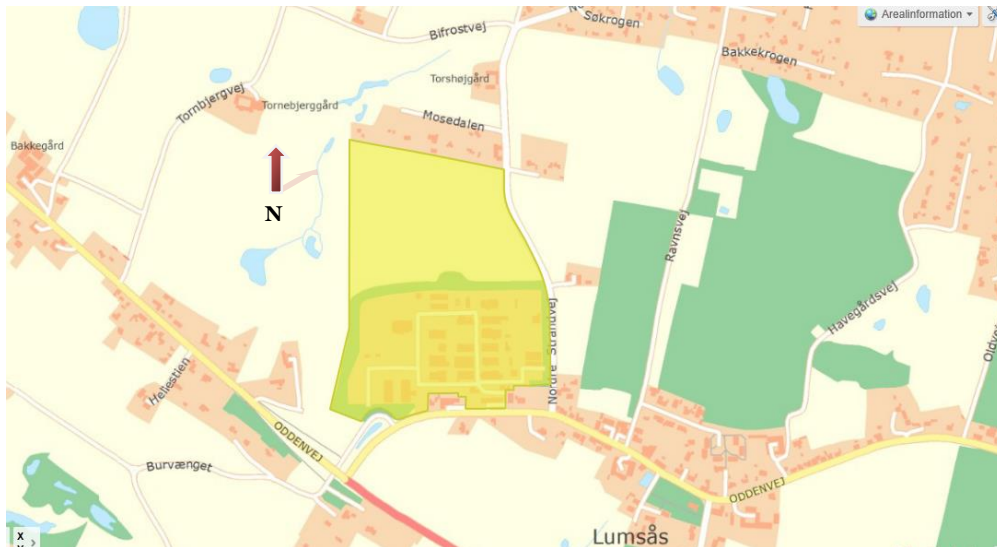 Arealinformation
Søkrogen
Bifrostvej
Bakkekrogen
Torshøjgård
Tornbjergvej
Tornebjerggård
Mosedalen
Bakkegård
N
Ravnsvej
Havegårdsvej
Nordre Strandvej
Hellestien
ODDENVEJ
Burvænget
ODDENVEJ
Lumsås
X